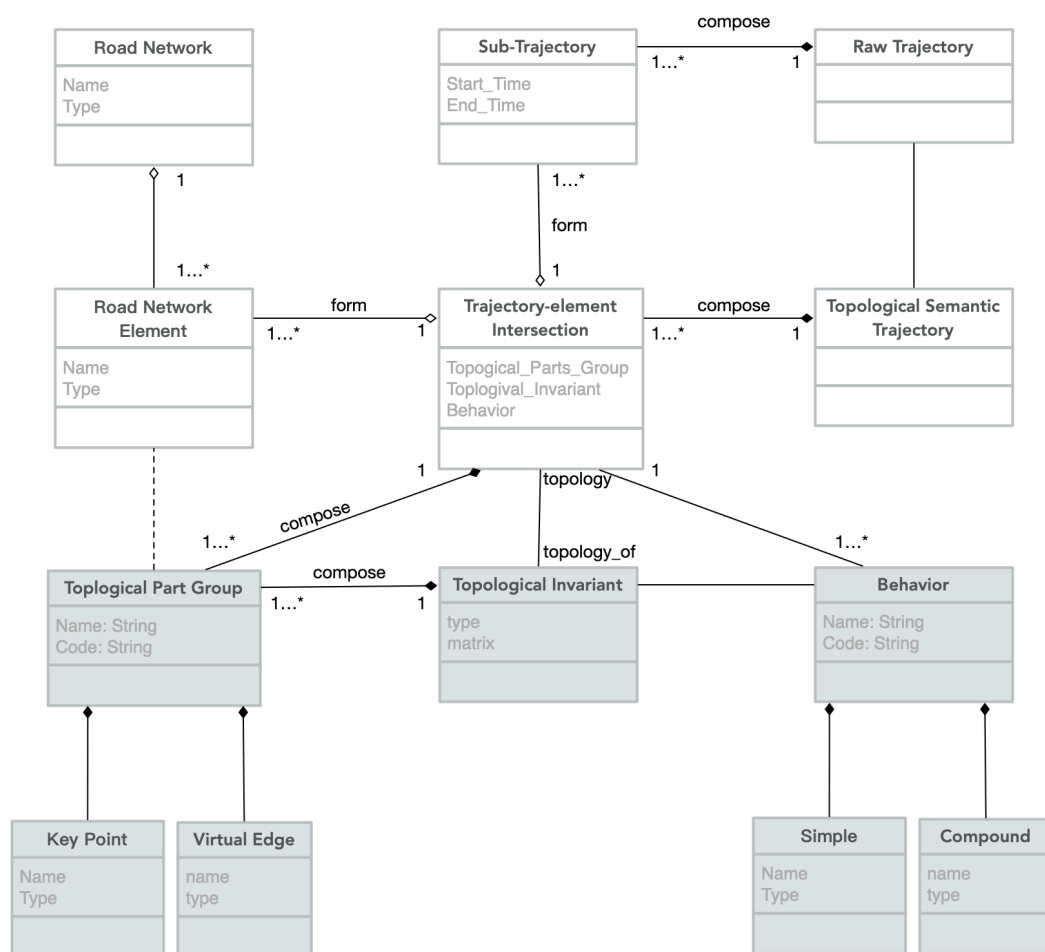 Road Network
Name
Type
1
1...*
Sub-Trajectory
Start_Time
End_Time
compose
1...*
1
Raw Trajectory
1...*
form
1
Road Network
Element
Name
Type
form
1...*
1
Trajectory-element
Intersection
Topogical_Parts_Group
Toplogival_Invariant
Behavior
compose
1...*
1
Topological Semantic
Trajectory
1
compose
1...*
topology
topology_of
1
1...*
Toplogical Part Group
Name: String
Code: String
compose
1...*
1
Topological Invariant
type
matrix
Behavior
Name: String
Code: String
Key Point
Name
Type
Virtual Edge
name
type
Simple
Name
Type
Compound
name
type